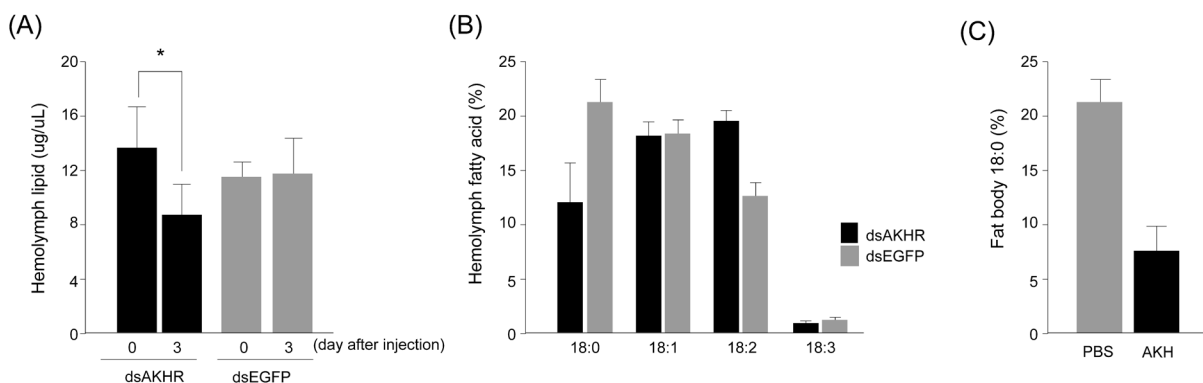 (A)
Hemolymph lipid (ug/uL)
20
16
12
8
4
0
*
0 3 0 3 (day after injection)
dsAKHR dsEGFP
(B)
Hemolymph fatty acid (%)
25
20
15
10
5
0
18:0 18:1 18:2 18:3
dsAKHR
dsEGFP
(C)
Fat body 18:0 (%)
25
20
15
10
5
0
PBS AKH